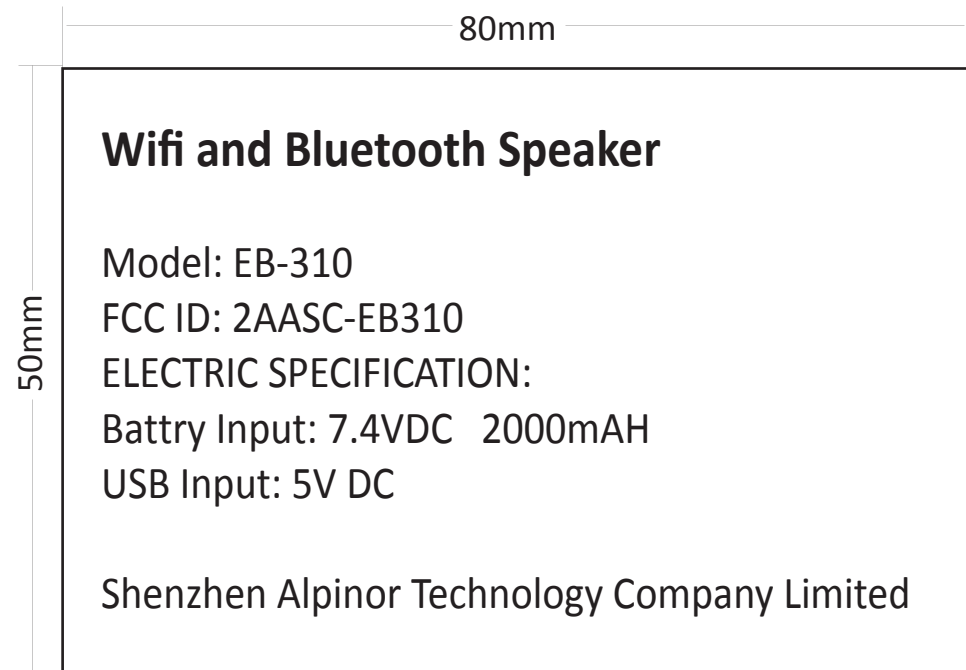 80mm
50mm
Wifi and Bluetooth Speaker
Model: EB-310
FCC ID: 2AASC-EB310
ELECTRIC SPECIFICATION:
Battry Input: 7.4VDC   2000mAH
USB Input: 5V DC
Shenzhen Alpinor Technology Company Limited